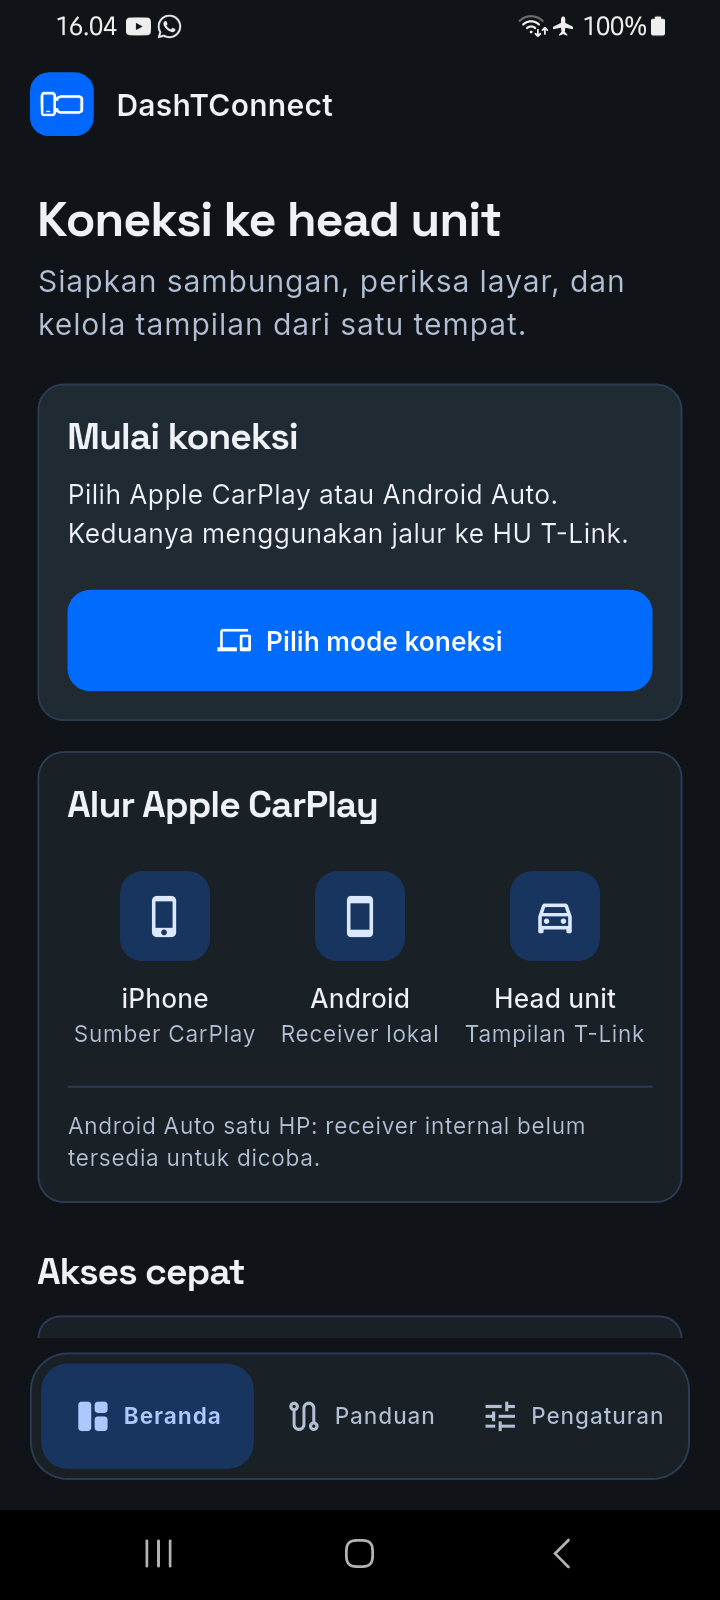 16.04
100%
DashTConnect
Koneksi ke head unit
Siapkan sambungan, periksa layar, dan
kelola tampilan dari satu tempat.
Mulai koneksi
Pilih Apple CarPlay atau Android Auto.
Keduanya menggunakan jalur ke HU T-Link.
Pilih mode koneksi
Alur Apple CarPlay
iPhone
Sumber CarPlay
Android
Receiver lokal
Head unit
Tampilan T-Link
Android Auto satu HP: receiver internal belum
tersedia untuk dicoba.
Akses cepat
Beranda
Panduan
Pengaturan